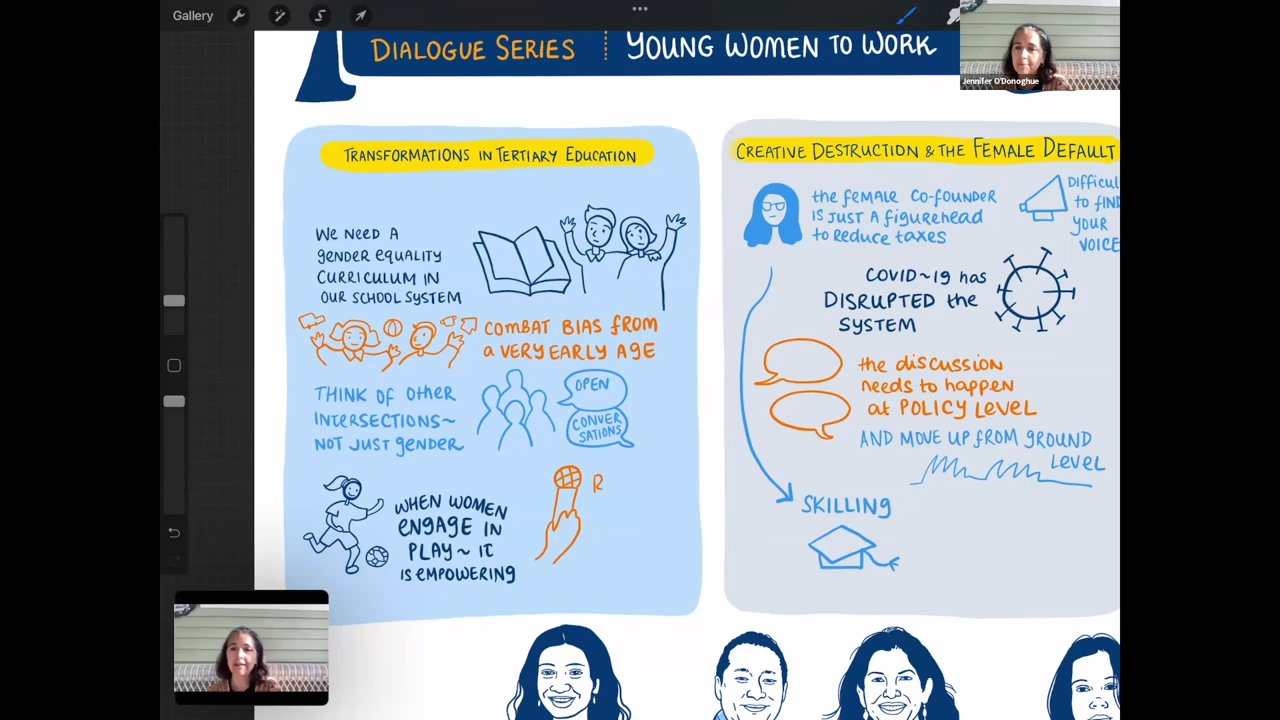 Gallery
DIALOGUE SERIES
YOUNG WOMEN TO WORK
Jennifer O'Donoghue
TRANSFORMATIONS IN TERTIARY EDUCATION
WE NEED A
gender equality
CURRICULUM IN
OUR SCHOOL SYSTEM
COMBAT BIAS from
a VERY EARLY AGE
THINK of other
INTERSECTIONS~
NOT JUST gender
OPEN
CONVER
SATIONS
WHEN WOMEN
ENGAGE IN
PLAY~ IT
IS EMPOWERING
R
CREATIVE DESTRUCTION & THE FEMALE DEFAULT
the female co-founder
IS JUST A figurehead
to Reduce taxes
Difficul
to FIND
YOUR
VOICE
COVID~19 has
DISRUPTED the
SYSTEM
the discussion
needs to happen
at POLICY LEVEL
AND MOVE UP FROM GROUND
LEVEL
SKILLING